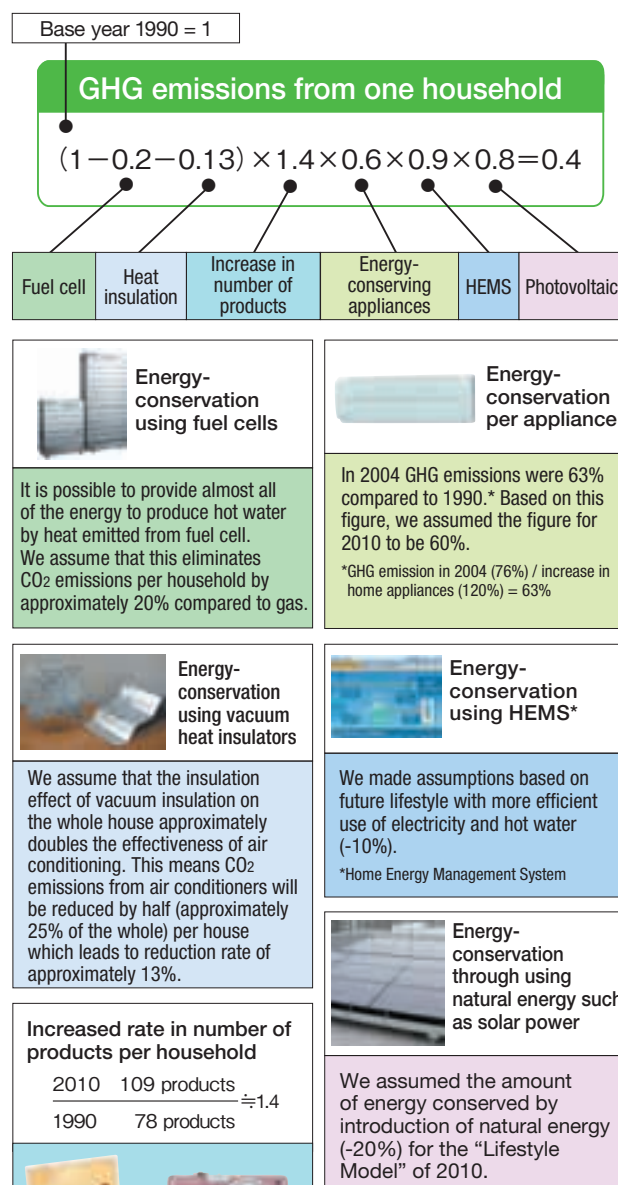 Base year 1990 = 1
GHG emissions from one household
(1−0.2−0.13)×1.4×0.6×0.9×0.8=0.4
Fuel cell
Heat
insulation
Increase in
number of
products
Energy-
conserving
appliances
HEMS
Photovoltaic
Energy-
conservation
using fuel cells
It is possible to provide almost all
of the energy to produce hot water
by heat emitted from fuel cell.
We assume that this eliminates
CO2 emissions per household by
approximately 20% compared to gas.
Energy-
conservation
per appliance
In 2004 GHG emissions were 63%
compared to 1990.* Based on this
figure, we assumed the figure for
2010 to be 60%.
*GHG emission in 2004 (76%) / increase in
home appliances (120%) = 63%
Energy-
conservation
using vacuum
heat insulators
We assume that the insulation
effect of vacuum insulation on
the whole house approximately
doubles the effectiveness of air
conditioning. This means CO2
emissions from air conditioners will
be reduced by half (approximately
25% of the whole) per house
which leads to reduction rate of
approximately 13%.
Energy-
conservation
using HEMS*
We made assumptions based on
future lifestyle with more efficient
use of electricity and hot water
(-10%).
*Home Energy Management System
Increased rate in number of
products per household
2010 109 products
1990 78 products
≒1.4
Energy-
conservation
through using
natural energy such
as solar power
We assumed the amount
of energy conserved by
introduction of natural energy
(-20%) for the “Lifestyle
Model” of 2010.